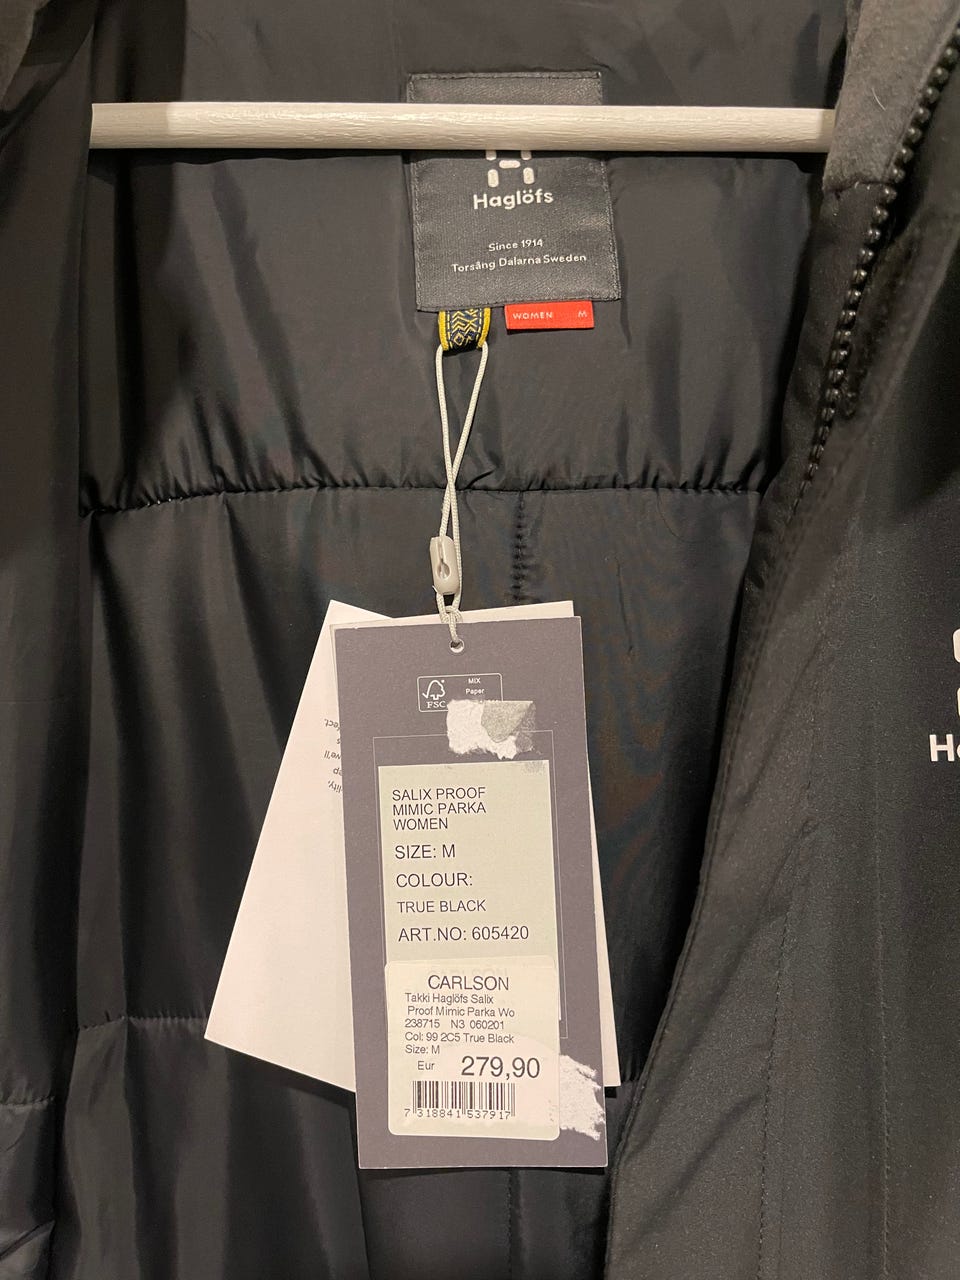 Haglöfs
Since 1914
Torsång Dalarna Sweden
WOMEN M
MIX
Paper
FSC
SALIX PROOF
MIMIC PARKA
WOMEN
SIZE: M
COLOUR:
TRUE BLACK
ART.NO: 605420
CARLSON
Takki Haglöfs Salix
Proof Mimic Parka Wo
238715 N3 060201
Col: 99 2C5 True Black
Size: M
Eur 279,90
7 318841 537917
we'll